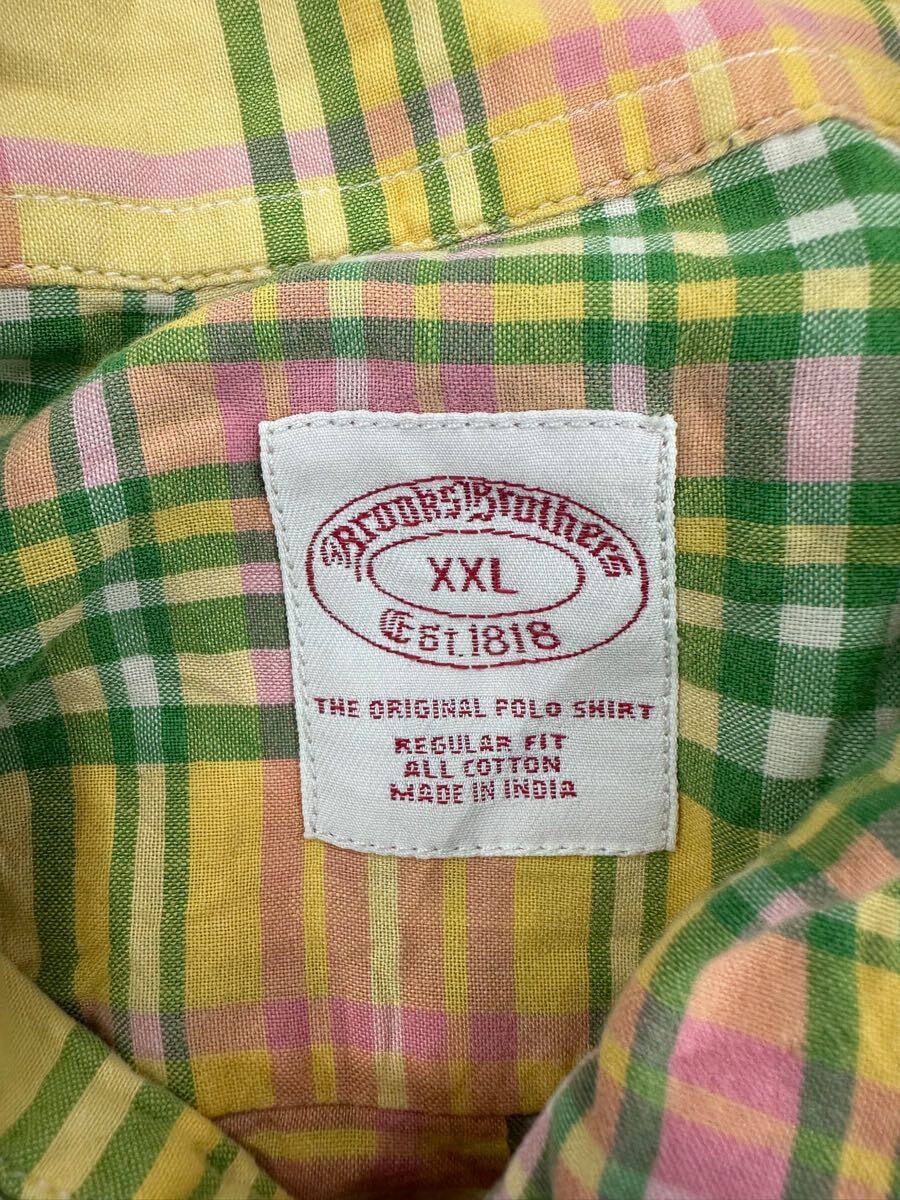 Brooks Brothers
XXL
Est. 1818
THE ORIGINAL POLO SHIRT
REGULAR FIT
ALL COTTON
MADE IN INDIA